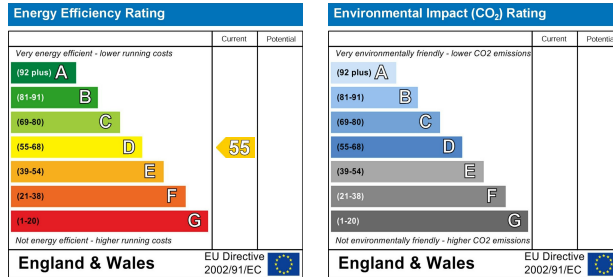 Energy Efficiency Rating
Current Potential
Very energy efficient - lower running costs
(92 plus) A
(81-91) B
(69-80) C
(55-68) D 55
(39-54) E
(21-38) F
(1-20) G
Not energy efficient - higher running costs
England & Wales
EU Directive
2002/91/EC
Environmental Impact (CO₂) Rating
Current Potential
Very environmentally friendly - lower CO2 emissions
(92 plus) A
(81-91) B
(69-80) C
(55-68) D
(39-54) E
(21-38) F
(1-20) G
Not environmentally friendly - higher CO2 emissions
England & Wales
EU Directive
2002/91/EC